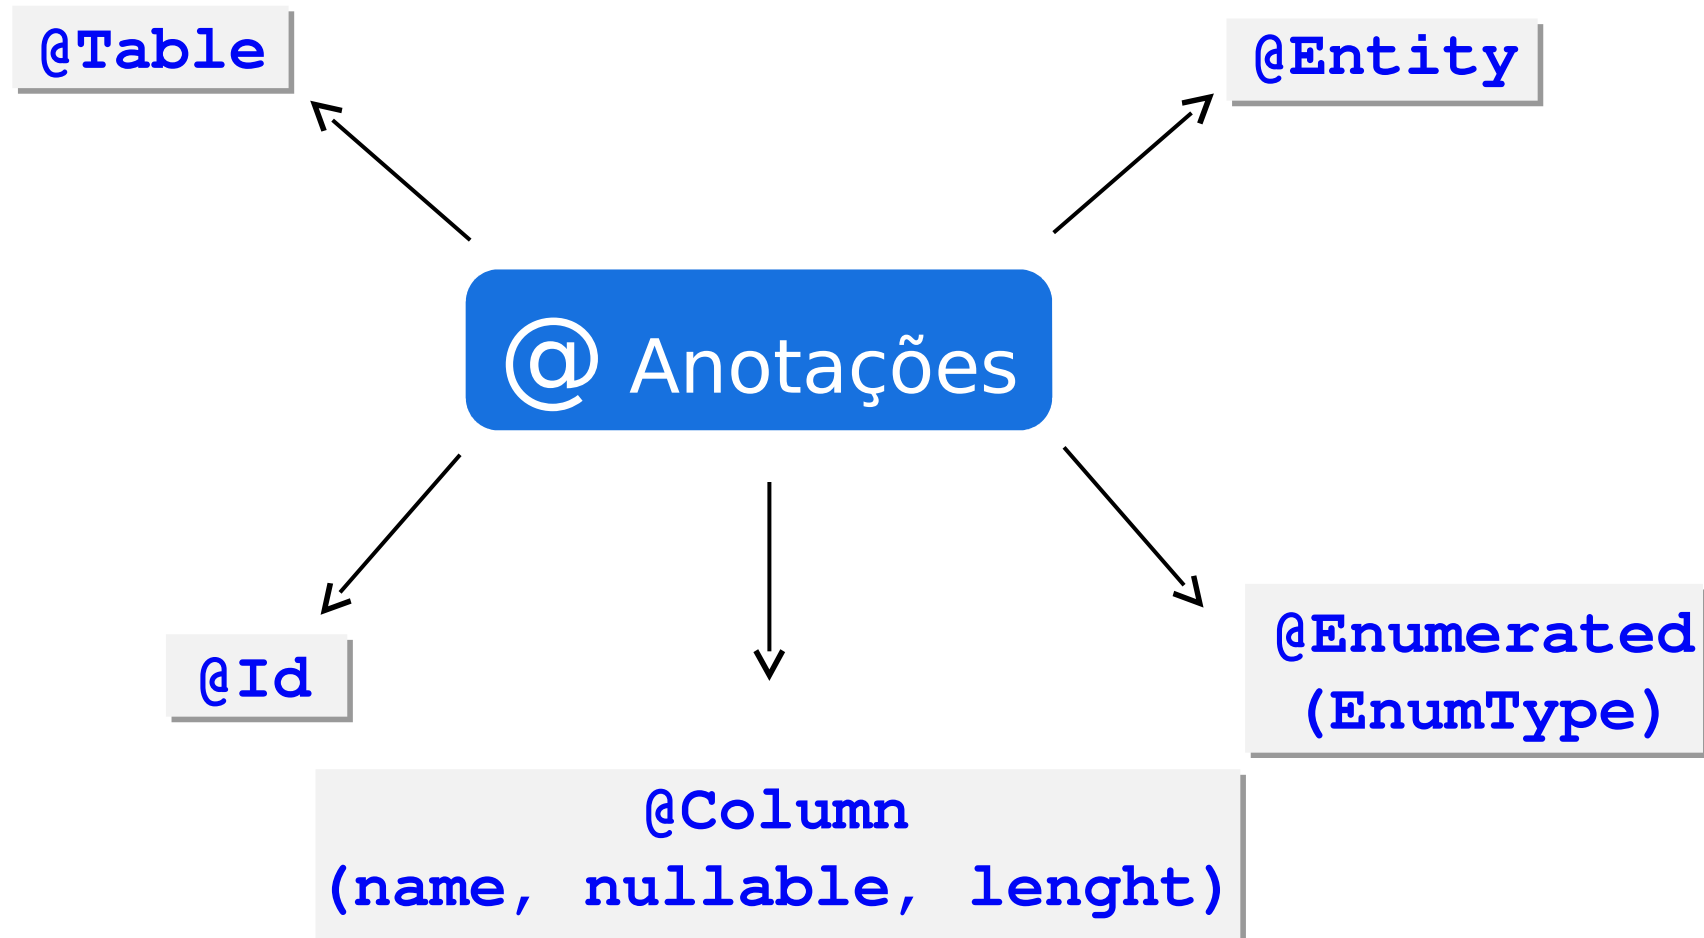 @Table
@Entity
@ Anotações
@Id
@Enumerated
(EnumType)
@Column
(name, nullable, lenght)